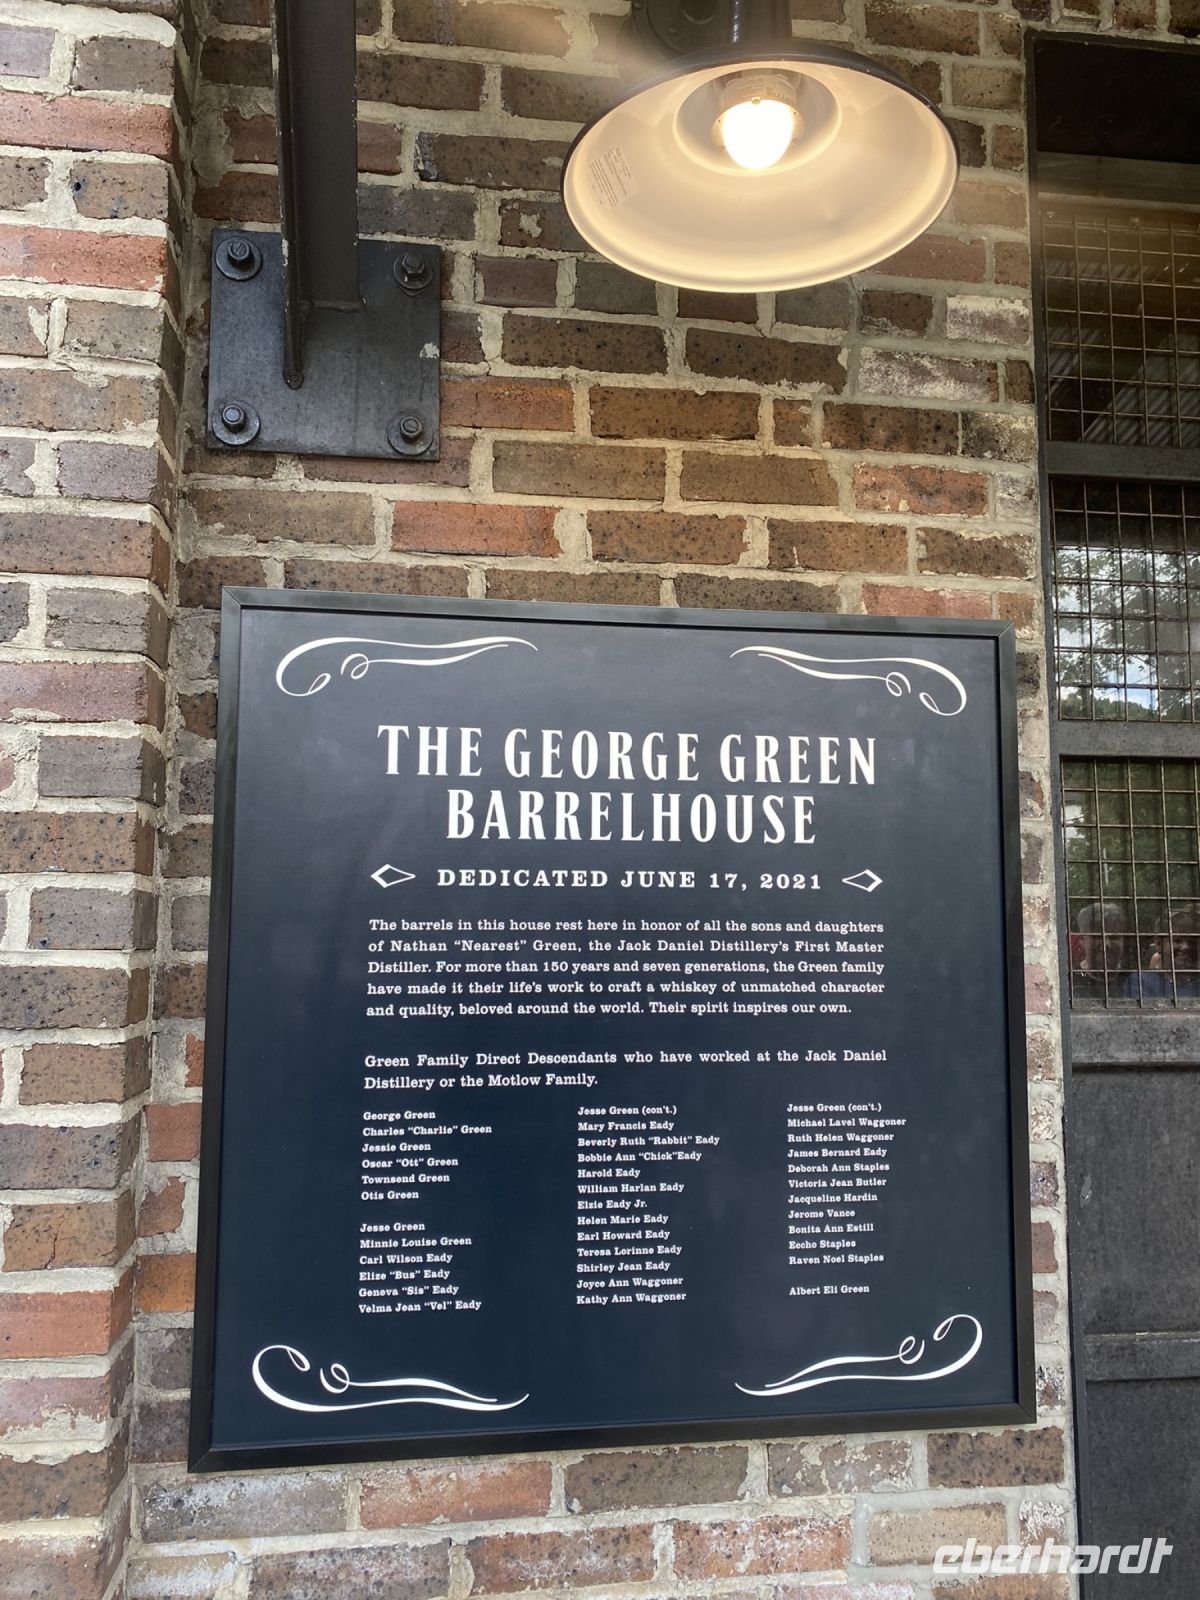 THE GEORGE GREEN
BARRELHOUSE
DEDICATED JUNE 17, 2021
The barrels in this house rest here in honor of all the sons and daughters
of Nathan “Nearest” Green, the Jack Daniel Distillery's First Master
Distiller. For more than 150 years and seven generations, the Green family
have made it their life's work to craft a whiskey of unmatched character
and quality, beloved around the world. Their spirit inspires our own.
Green Family Direct Descendants who have worked at the Jack Daniel
Distillery or the Motlow Family.
George Green
Charles “Charlie” Green
Jessie Green
Oscar “Ott” Green
Townsend Green
Otis Green
Jesse Green
Minnie Louise Green
Carl Wilson Eady
Elize “Bus” Eady
Geneva “Sis” Eady
Velma Jean “Vel” Eady
Jesse Green (con't.)
Mary Francis Eady
Beverly Ruth “Rabbit” Eady
Bobbie Ann “Chick”Eady
Harold Eady
William Harlan Eady
Elzie Eady Jr.
Helen Marie Eady
Earl Howard Eady
Teresa Lorinne Eady
Shirley Jean Eady
Joyce Ann Waggoner
Kathy Ann Waggoner
Jesse Green (con't.)
Michael Lavel Waggoner
Ruth Helen Waggoner
James Bernard Eady
Deborah Ann Staples
Victoria Jean Butler
Jacqueline Hardin
Jerome Vance
Bonita Ann Estill
Eccho Staples
Raven Noel Staples
Albert Eli Green
eberhardt